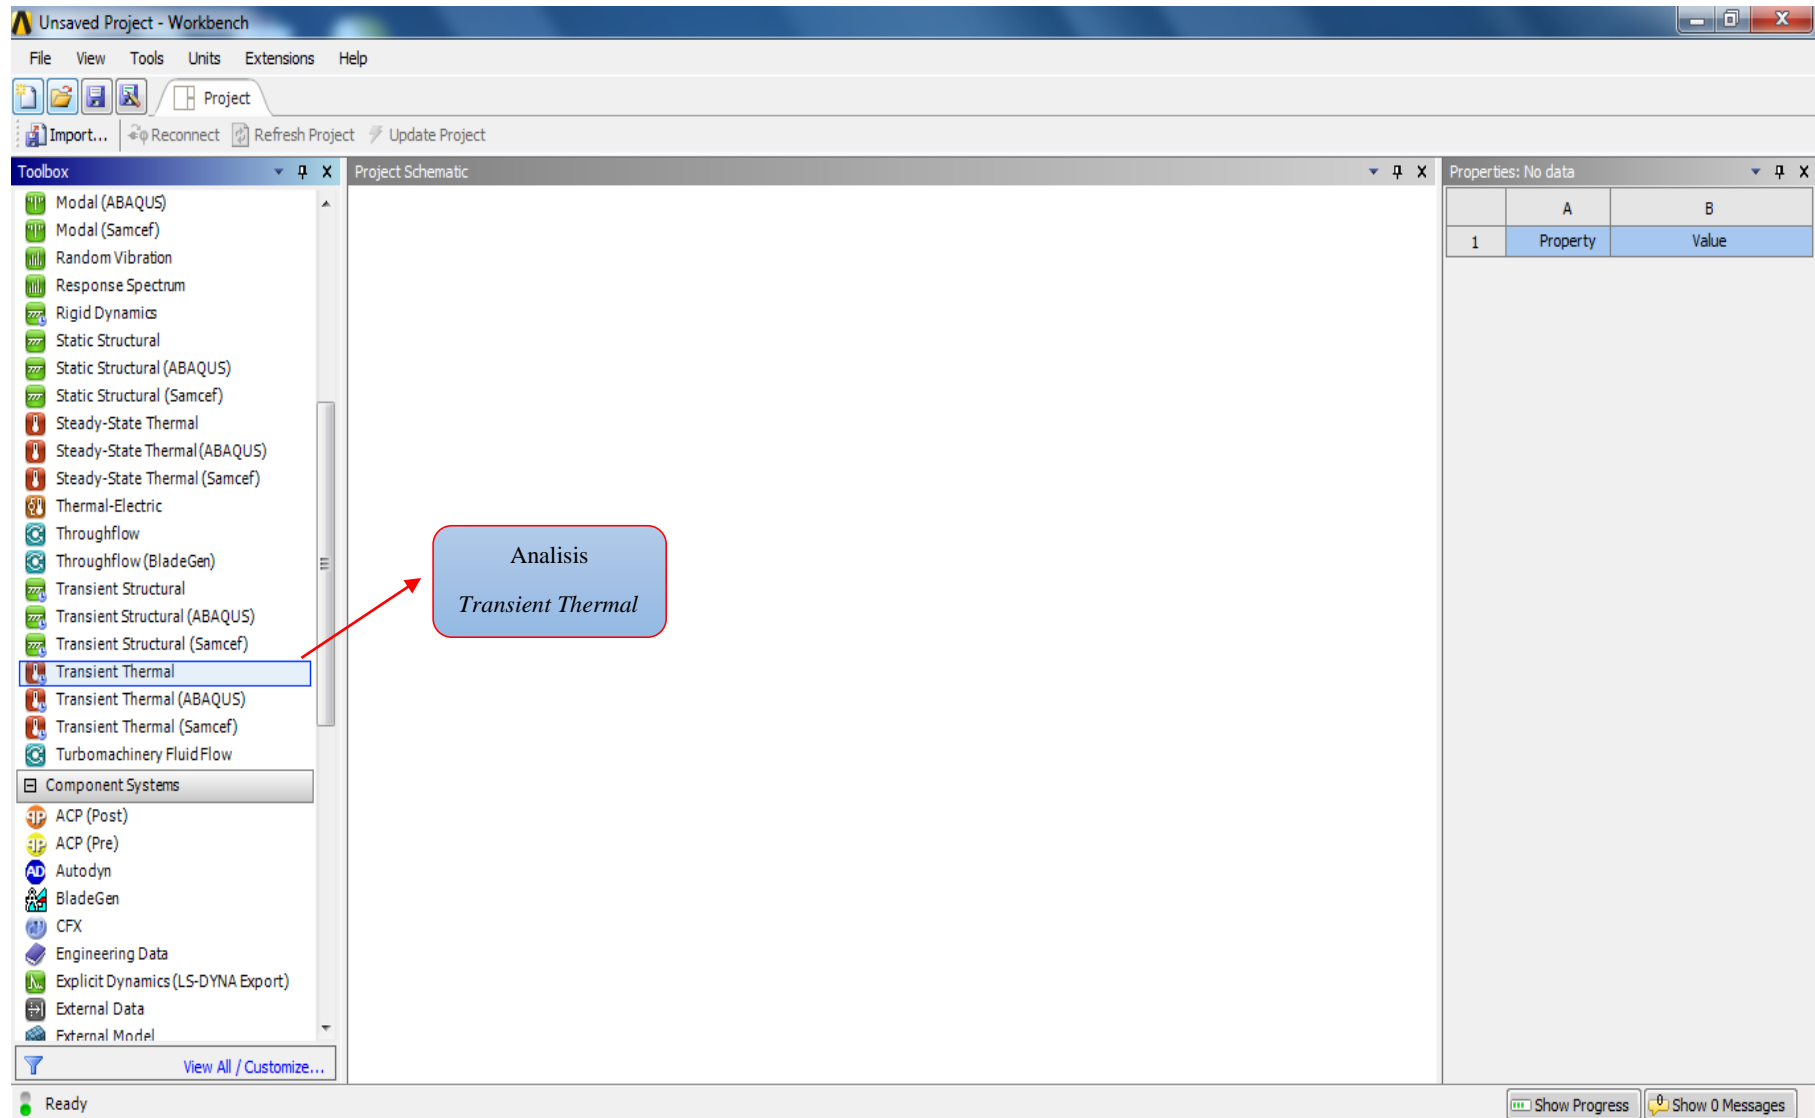 Unsaved Project - Workbench
File View Tools Units Extensions Help
Project
Import... Reconnect Refresh Project Update Project
Toolbox
Modal (ABAQUS)
Modal (Samcef)
Random Vibration
Response Spectrum
Rigid Dynamics
Static Structural
Static Structural (ABAQUS)
Static Structural (Samcef)
Steady-State Thermal
Steady-State Thermal (ABAQUS)
Steady-State Thermal (Samcef)
Thermal-Electric
Throughflow
Throughflow (BladeGen)
Transient Structural
Transient Structural (ABAQUS)
Transient Structural (Samcef)
Transient Thermal
Transient Thermal (ABAQUS)
Transient Thermal (Samcef)
Turbomachinery Fluid Flow
Component Systems
ACP (Post)
ACP (Pre)
AD Autodyn
BladeGen
CFX
Engineering Data
Explicit Dynamics (LS-DYNA Export)
External Data
External Model
View All / Customize...
Project Schematic
Analisis
Transient Thermal
Properties: No data
A B
1 Property Value
Ready
Show Progress 0 Show 0 Messages